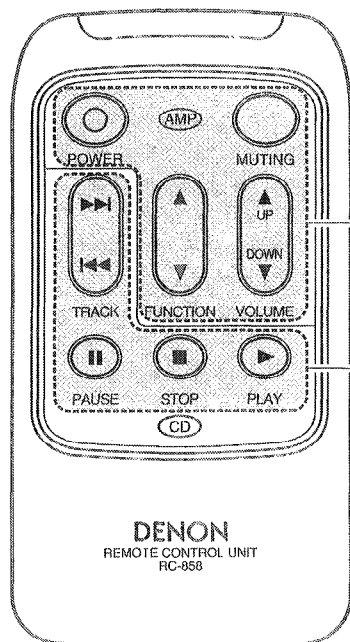 AMP
POWER
MUTING
UP
DOWN
TRACK
FUNCTION
VOLUME
PAUSE
STOP
PLAY
CD
DENON
REMOTE CONTROL UNIT
RC-858